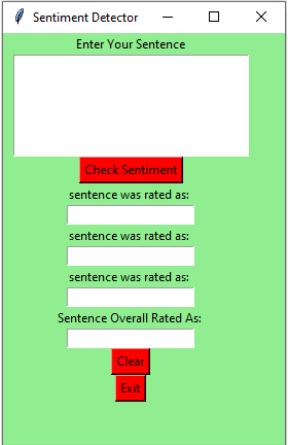 Sentiment Detector
Enter Your Sentence
Check Sentiment
sentence was rated as:
sentence was rated as:
sentence was rated as:
Sentence Overall Rated As:
Clear
Exit